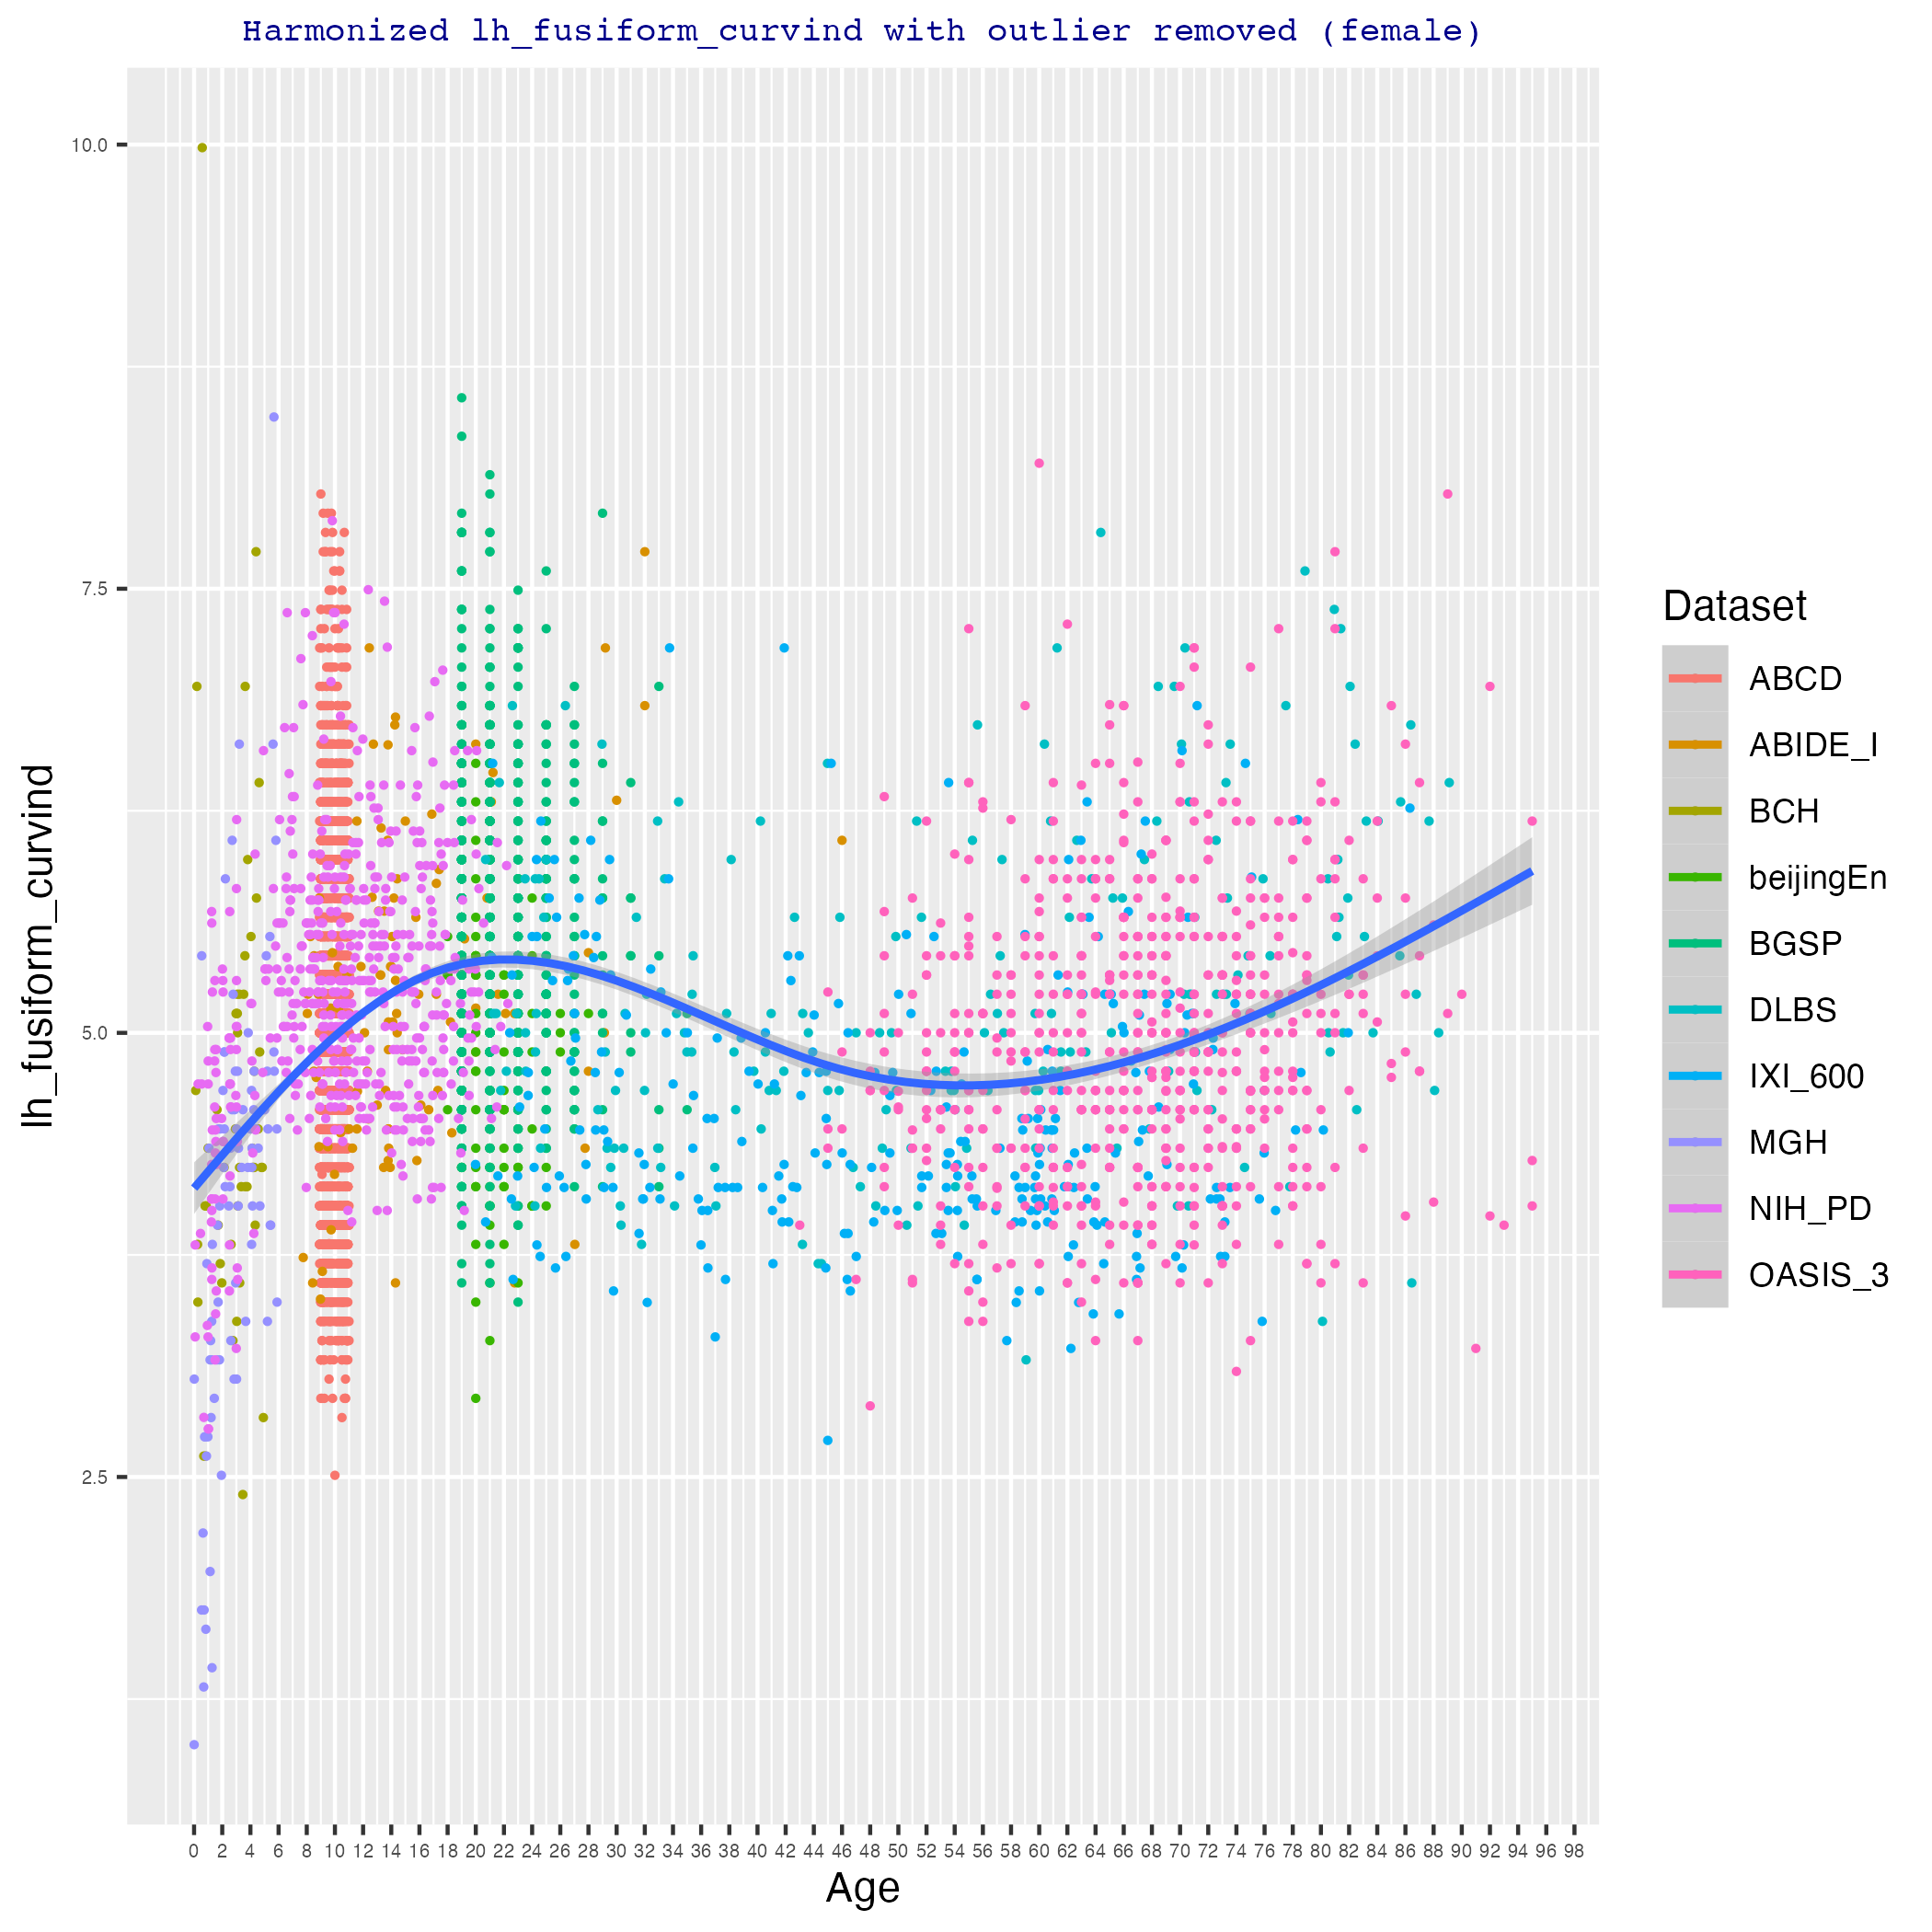 Harmonized lh_fusiform_curvind with outlier removed (female)
lh_fusiform_curvind
10.0
7.5
5.0
2.5
0 2 4 6 8 10 12 14 16 18 20 22 24 26 28 30 32 34 36 38 40 42 44 46 48 50 52 54 56 58 60 62 64 66 68 70 72 74 76 78 80 82 84 86 88 90 92 94 96 98
Age
Dataset
ABCD
ABIDE_I
BCH
beijingEn
BGSP
DLBS
IXI_600
MGH
NIH_PD
OASIS_3